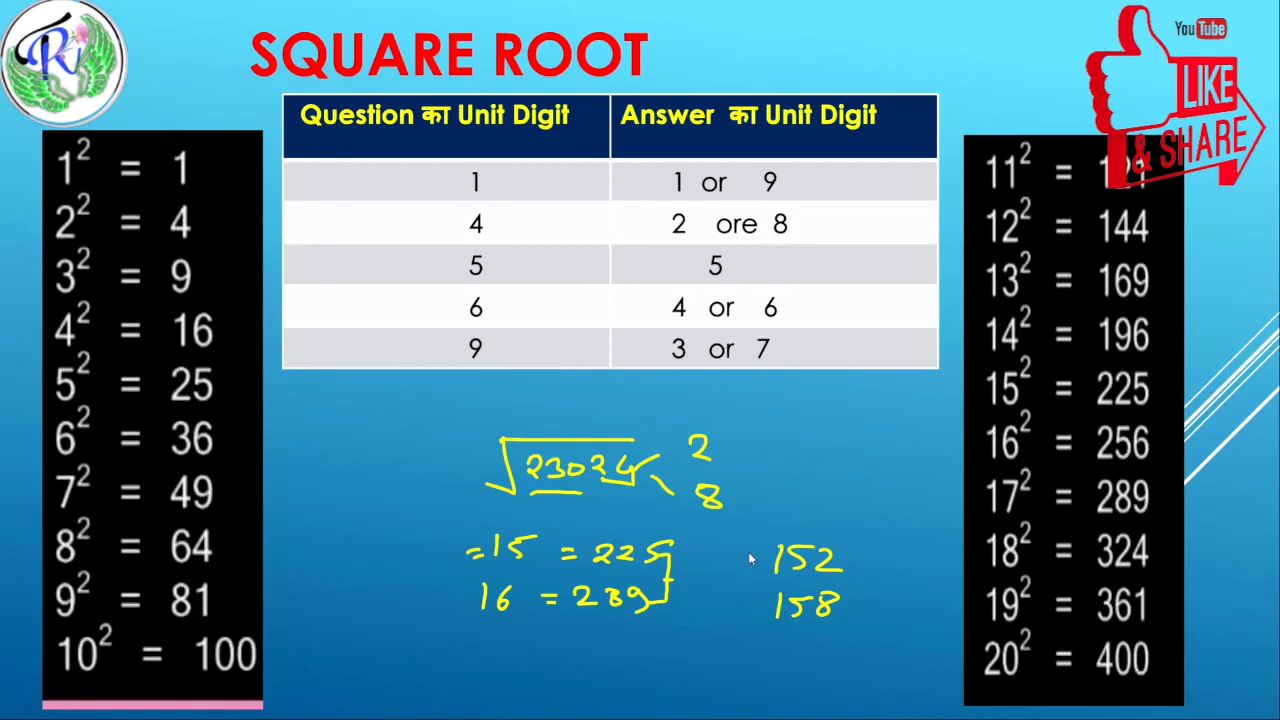 SQUARE ROOT
You Tube
LIKE
& SHARE
Question का Unit Digit Answer का Unit Digit
1 1 or 9
4 2 ore 8
5 5
6 4 or 6
9 3 or 7
1² = 1
2² = 4
3² = 9
4² = 16
5² = 25
6² = 36
7² = 49
8² = 64
9² = 81
10² = 100
√23024 2
8
= 15 = 225
16 = 289
152
158
11² = 121
12² = 144
13² = 169
14² = 196
15² = 225
16² = 256
17² = 289
18² = 324
19² = 361
20² = 400